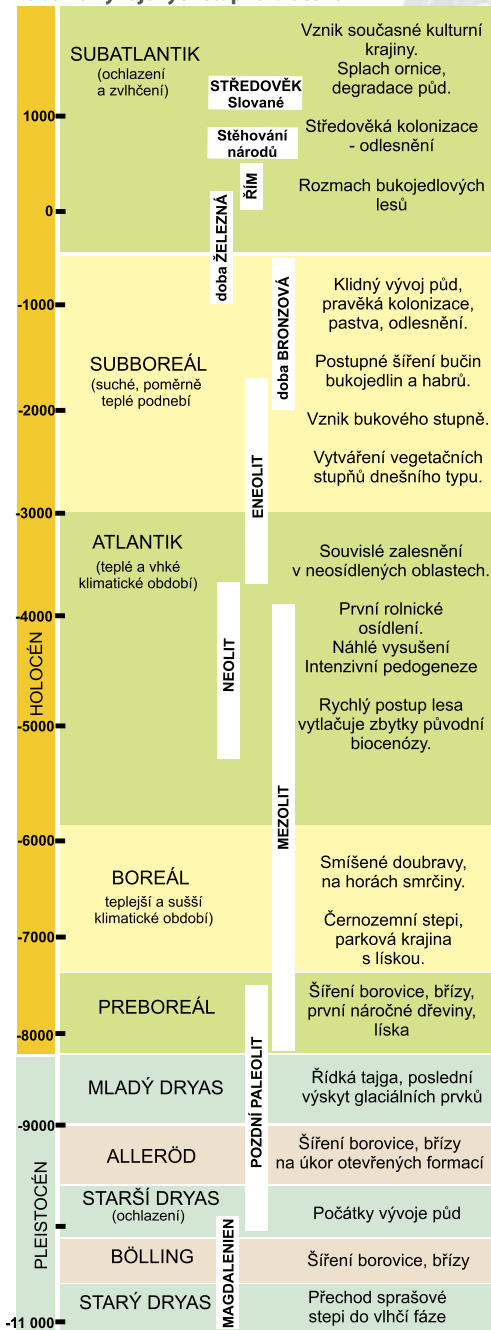 SUBATLANTIK
(ochlazení
a zvlhčení)
STŘEDOVĚK
Slované
Stěhování
národů
ŘÍM
doba ŽELEZNÁ
Vznik současné kulturní
krajiny.
Splach ornice,
degradace půd.
Středověká kolonizace
- odlesnění
Rozmach bukojedlových
lesů
1000
0
-1000
SUBBOREÁL
(suché, poměrně
teplé podnebí
doba BRONZOVÁ
Klidný vývoj půd,
pravěká kolonizace,
pastva, odlesnění.
Postupné šíření bučin
bukojedlin a habrů.
Vznik bukového stupně.
Vytváření vegetačních
stupňů dnešního typu.
-2000
ENEOLIT
-3000
ATLANTIK
(teplé a vhké
klimatické období)
Souvislé zalesnění
v neosídlených oblastech.
První rolnické
osídlení.
Náhlé vysušení
Intenzivní pedogeneze
Rychlý postup lesa
vytlačuje zbytky původní
biocenózy.
-4000
HOLOCÉN
NEOLIT
-5000
MEZOLIT
-6000
BOREÁL
teplejší a sušší
klimatické období)
Smíšené doubravy,
na horách smrčiny.
Černozemní stepi,
parková krajina
s lískou.
-7000
PREBOREÁL
Šíření borovice, břízy,
první náročné dřeviny,
líska
-8000
POZDNÍ PALEOLIT
MLADÝ DRYAS
Řídká tajga, poslední
výskyt glaciálních prvků
-9000
ALLERÖD
Šíření borovice, břízy
na úkor otevřených formací
PLEISTOCÉN
STARŠÍ DRYAS
(ochlazení)
Počátky vývoje půd
MAGDALENIEN
BÖLLING
Šíření borovice, břízy
STARÝ DRYAS
Přechod sprašové
stepi do vlhčí fáze
-11 000